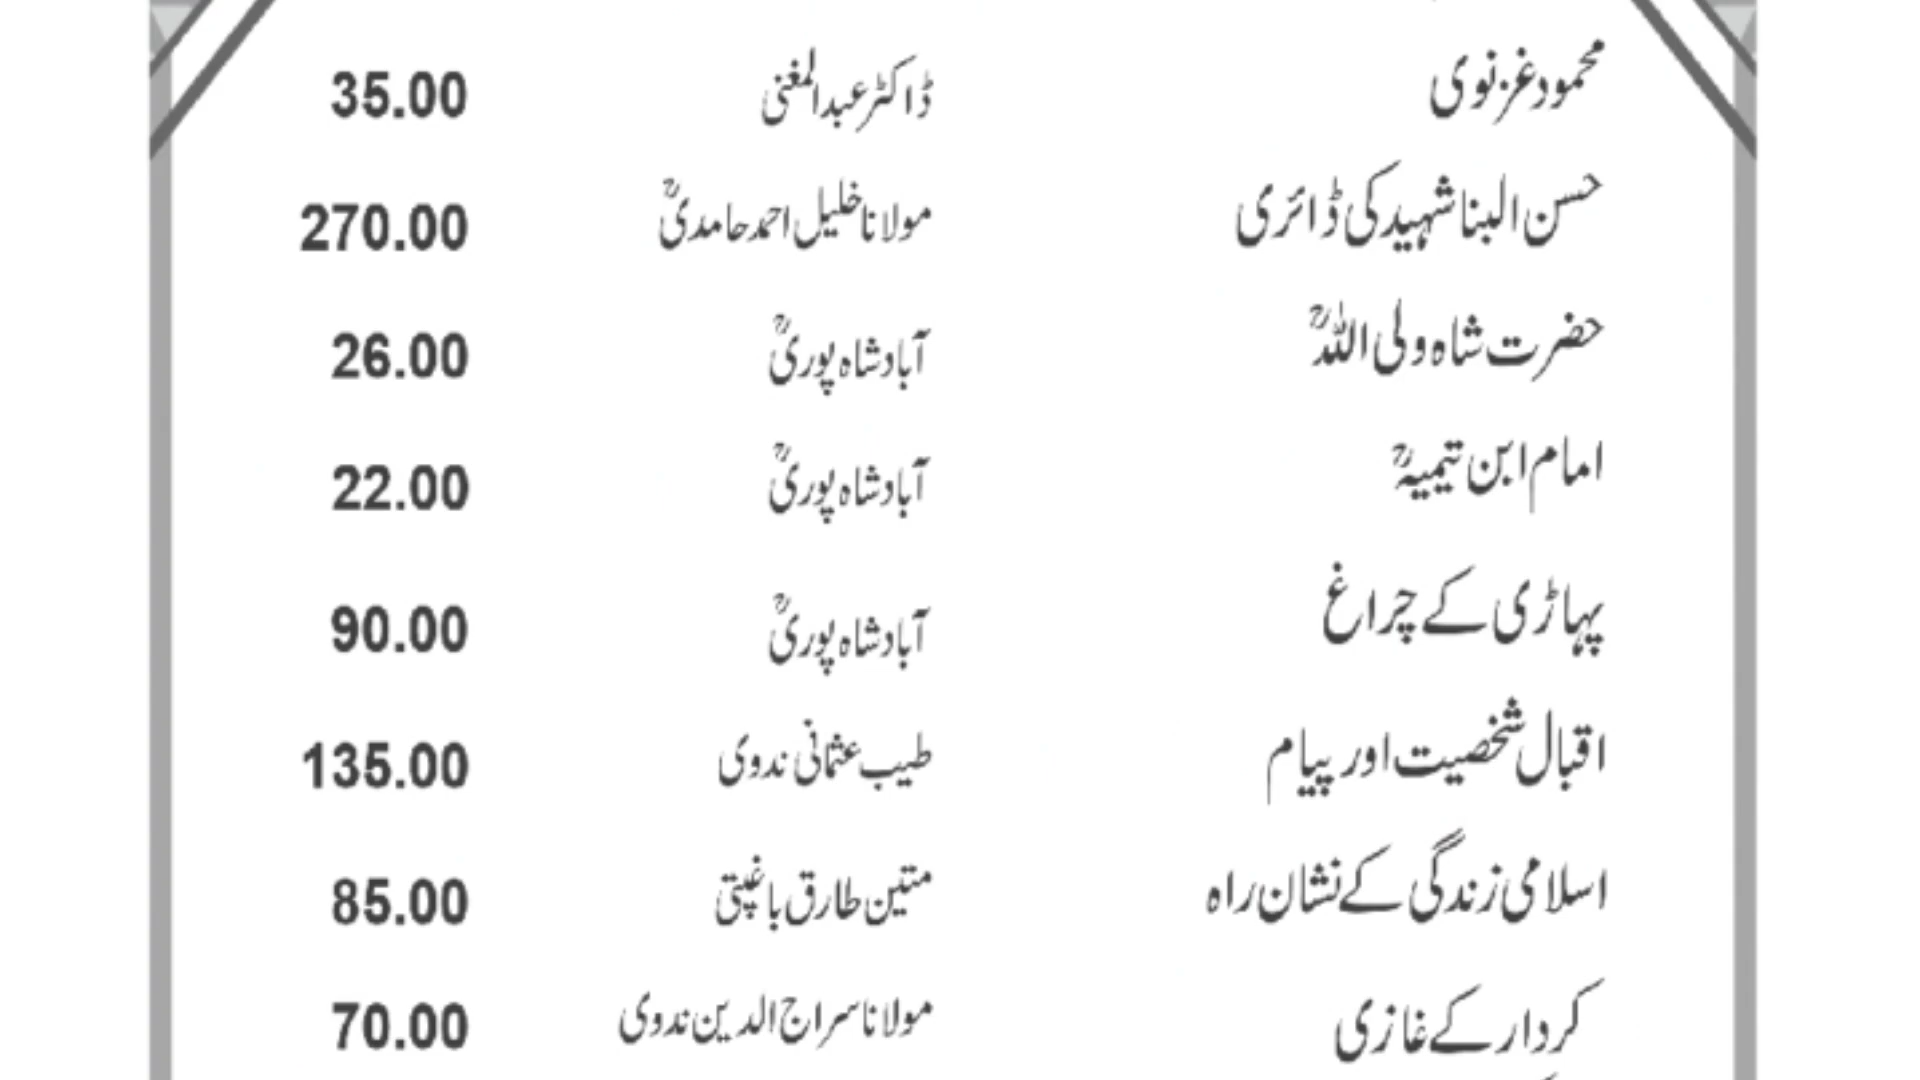 محمود غزنوی ڈاکٹر عبدالمغنی 35.00
حسن البنا شہید کی ڈائری مولانا خلیل احمد حامدیؒ 270.00
حضرت شاہ ولی اللہؒ آباد شاہ پوریؒ 26.00
امام ابن تیمیہؒ آباد شاہ پوریؒ 22.00
پہاڑی کے چراغ آباد شاہ پوریؒ 90.00
اقبال شخصیت اور پیام طیب عثمانی ندوی 135.00
اسلامی زندگی کے نشان راہ متین طارق باغپتی 85.00
کردار کے غازی مولانا سراج الدین ندوی 70.00